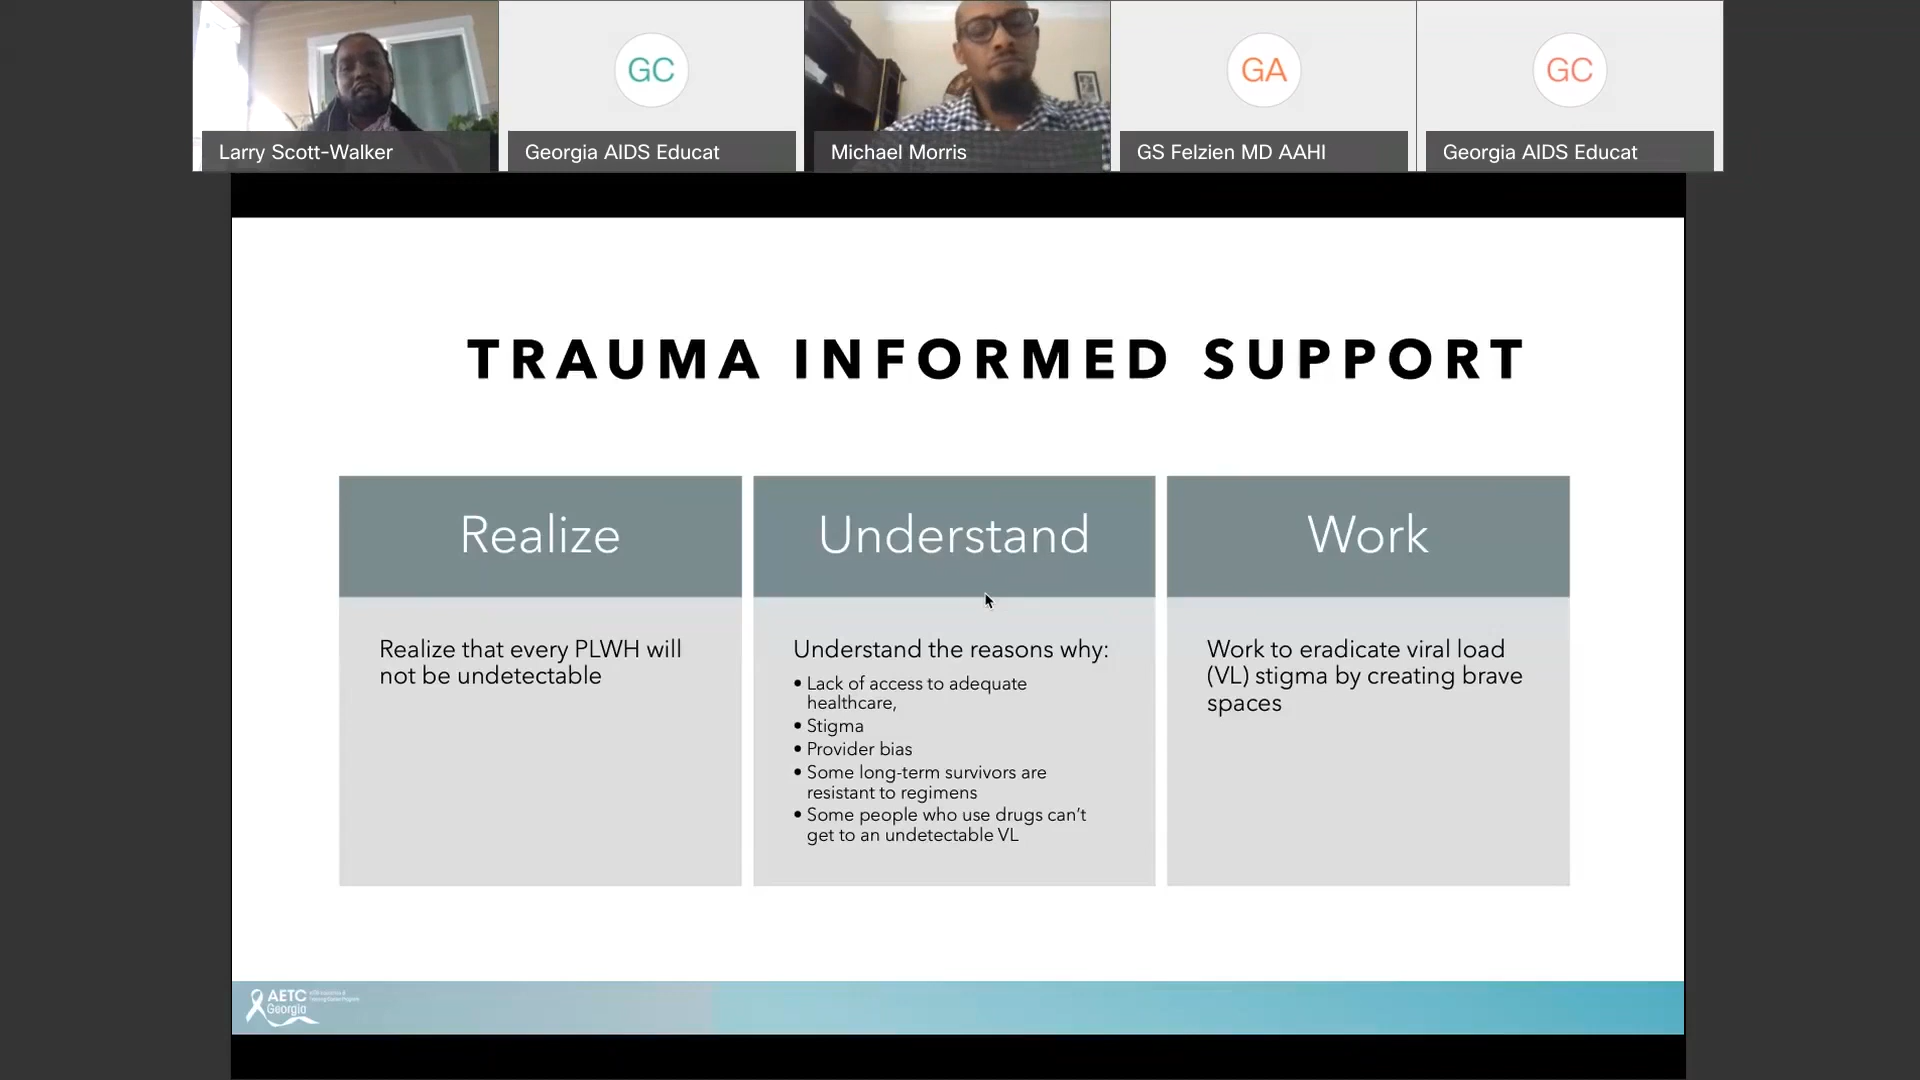 GC
GA
GC
Larry Scott-Walker
Georgia AIDS Educat
Michael Morris
GS Felzien MD AAHI
Georgia AIDS Educat
TRAUMA INFORMED SUPPORT
Realize
Realize that every PLWH will
not be undetectable
Understand
Understand the reasons why:
• Lack of access to adequate
healthcare,
• Stigma
• Provider bias
• Some long-term survivors are
resistant to regimens
• Some people who use drugs can't
get to an undetectable VL
Work
Work to eradicate viral load
(VL) stigma by creating brave
spaces
AETC
Georgia